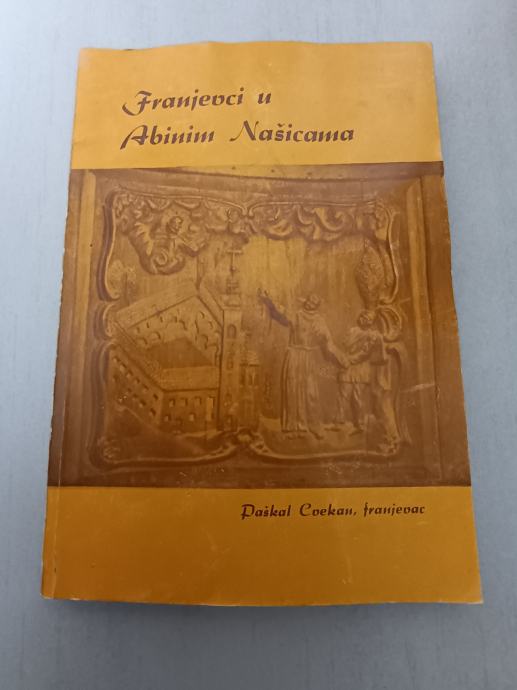 Franjevci u
Abinim Našicama
Paškal Cvekan, franjevac